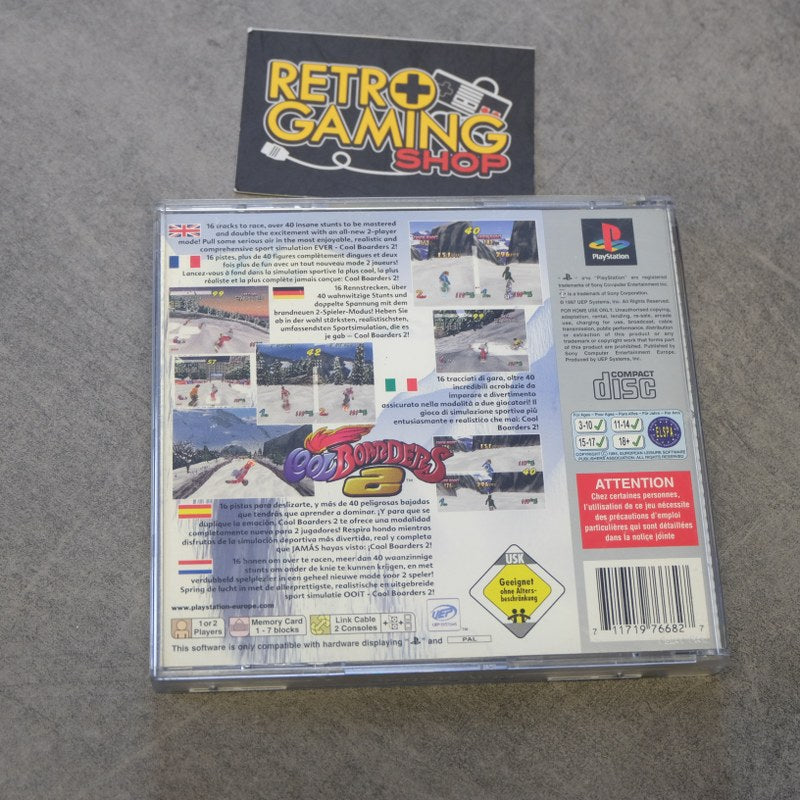 RETRO
GAMING
SHOP
16 tracks to race, over 40 insane stunts to be mastered
and double the excitement with an all-new 2-player
mode! Pull some serious air in the most enjoyable, realistic and
comprehensive sport simulation EVER - Cool Boarders 2!
16 pistes, plus de 40 figures complètement dingues et deux
fois plus de fun avec un tout nouveau mode 2 joueurs!
Lancez-vous à fond dans la simulation sportive la plus cool, la plus
réaliste et la plus complète jamais conçue: Cool Boarders 2!
16 Rennstrecken, über
40 wahnwitzige Stunts und
doppelte Spannung mit dem
brandneuen 2-Spieler-Modus! Heben Sie
ab in der wohl stärksten, realistischsten,
umfassendsten Sportsimulation, die es
je gab — Cool Boarders 2!
16 tracciati di gara, oltre 40
incredibili acrobazie da
imparare e divertimento
assicurato nella modalità a due giocatori! Il
gioco di simulazione sportiva più
entusiasmante e realistico che mai: Cool
Boarders 2!
COOL BOARDERS
2™
16 pistas para deslizarte, y más de 40 peligrosas bajadas
que tendrás que aprender a dominar. ¡Y para que se
duplique la emoción, Cool Boarders 2 te ofrece una modalidad
completamente nueva para 2 jugadores! Respira hondo mientras
disfrutas de la simulación deportiva más divertida, real y completa
que JAMÁS hayas visto: ¡Cool Boarders 2!
16 banen om over te racen, meer dan 40 waanzinnige
stunts om onder de knie te kunnen krijgen, en met
verdubbeld spelplezier in een geheel nieuwe mode voor 2 speler!
Spring de lucht in met de allerprettigste, realistische en uitgebreide
sport simulatie OOIT - Cool Boarders 2!
www.playstation-europe.com
1 or 2
Players
Memory Card
1 - 7 blocks
Link Cable
2 Consoles
UEP
UEP SYSTEMS
This software is only compatible with hardware displaying " " and PAL
USK
Geeignet
ohne Alters-
beschränkung
PlayStation
and "PlayStation" are registered
trademarks of Sony Computer Entertainment Inc.
is a trademark of Sony Corporation.
© 1997 UEP Systems, Inc. All Rights Reserved.
FOR HOME USE ONLY: Unauthorised copying,
adaptation, rental, lending, re-sale, arcade
use, charging for use, broadcast, cable
transmission, public performance, distribution
or extraction of this product or any
trademark or copyright work that forms part
of this product are prohibited. Published by
Sony Computer Entertainment Europe.
Produced by UEP Systems, Inc.
COMPACT
disc
3-10
11-14
15-17
18+
ELSPA
COPYRIGHT © 1994, EUROPEAN LEISURE SOFTWARE
PUBLISHERS ASSOCIATION. ALL RIGHTS RESERVED
ATTENTION
Chez certaines personnes,
l'utilisation de ce jeu nécessite
des précautions d'emploi
particulières qui sont détaillées
dans la notice jointe
7 11719 76682 7